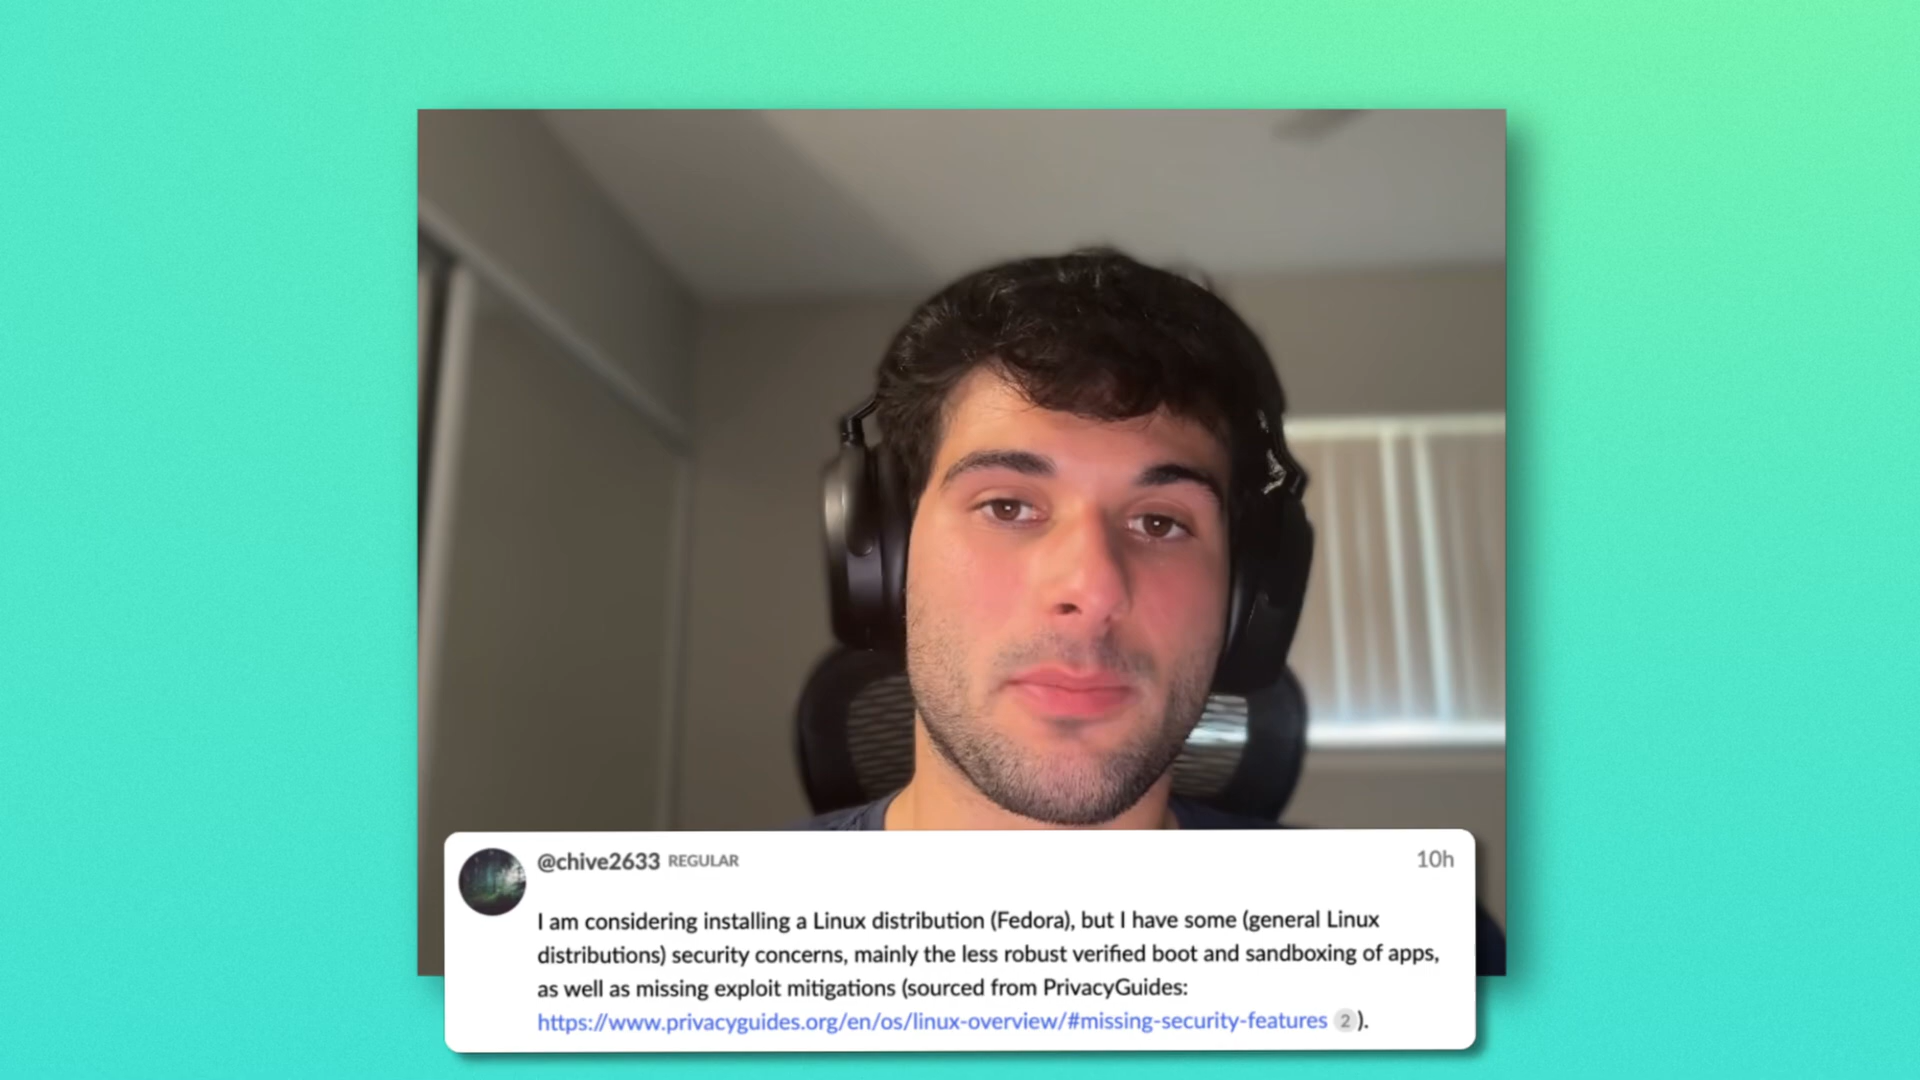 @chive2633 REGULAR 10h
I am considering installing a Linux distribution (Fedora), but I have some (general Linux
distributions) security concerns, mainly the less robust verified boot and sandboxing of apps,
as well as missing exploit mitigations (sourced from PrivacyGuides:
https://www.privacyguides.org/en/os/linux-overview/#missing-security-features 2 ).